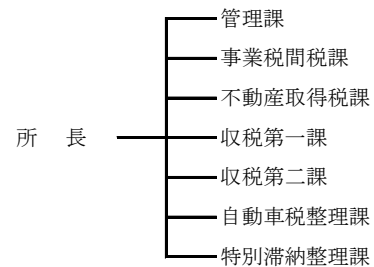 管理課
事業税間税課
不動産取得税課
所 長
収税第一課
収税第二課
自動車税整理課
特別滞納整理課